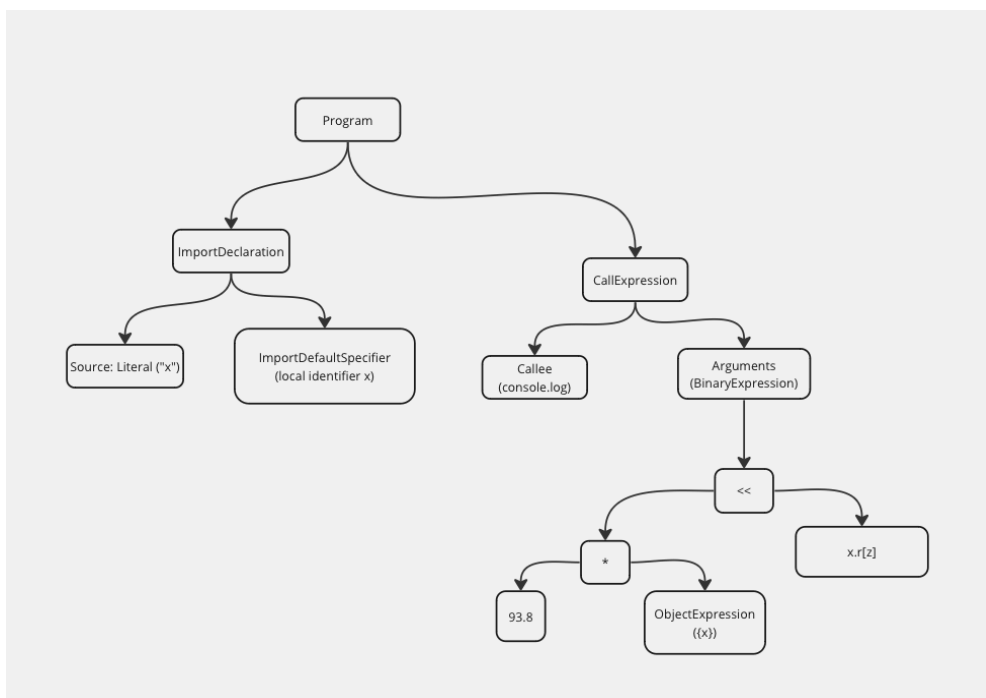 Program
ImportDeclaration
CallExpression
Source: Literal ("x")
ImportDefaultSpecifier
(local identifier x)
Callee
(console.log)
Arguments
(BinaryExpression)
<<
*
x.r[z]
93.8
ObjectExpression
({x})